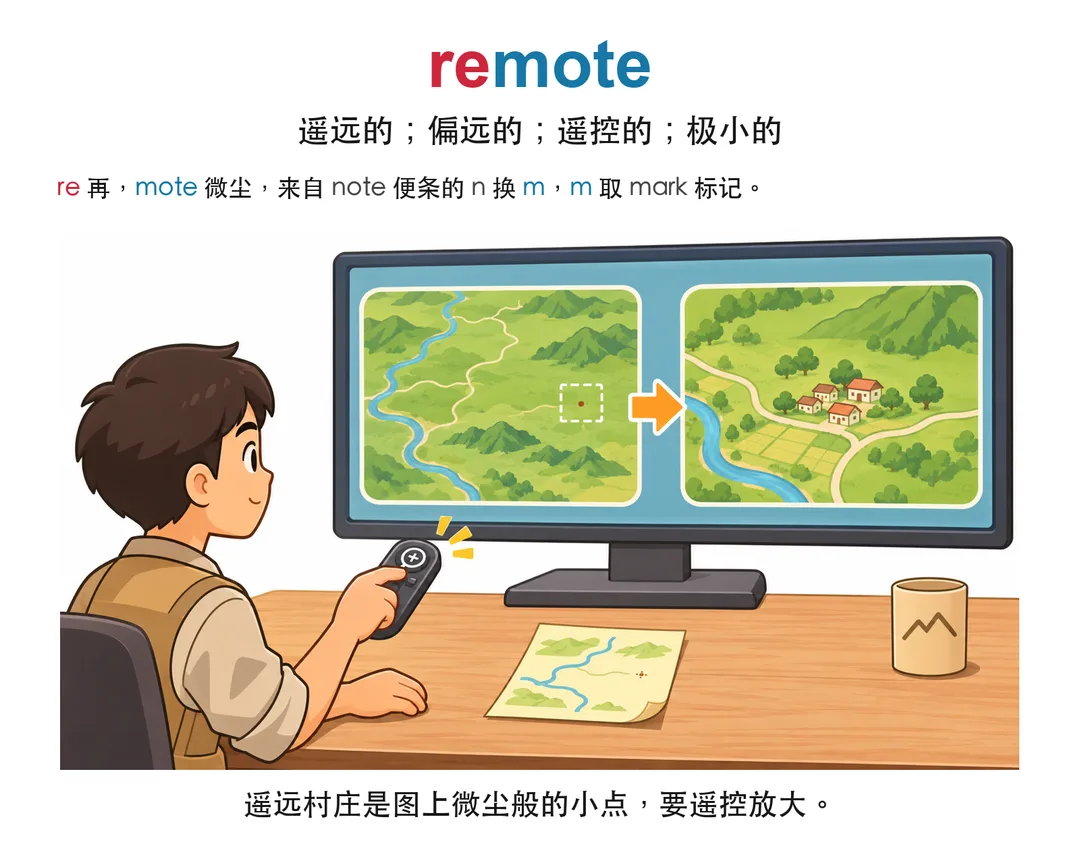 remote
遥远的；偏远的；遥控的；极小的
re 再，mote 微尘，来自 note 便条的 n 换 m，m 取 mark 标记。
遥远村庄是图上微尘般的小点，要遥控放大。